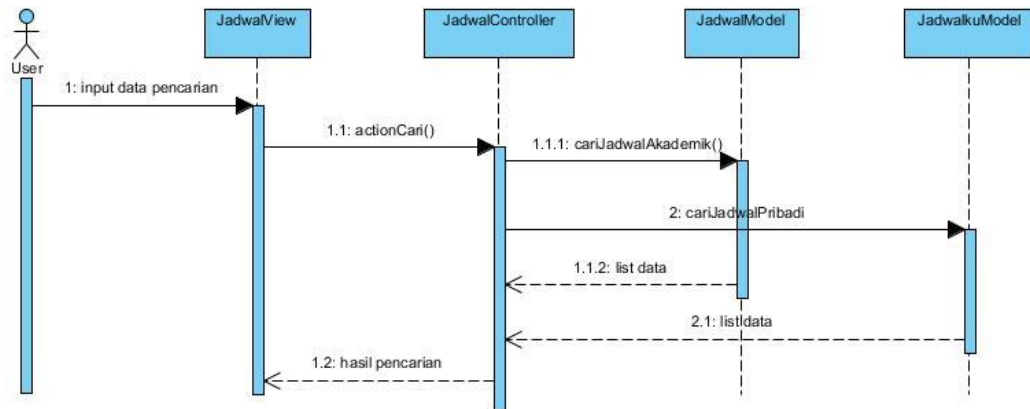 JadwalView
JadwalController
JadwalModel
JadwalkuModel
User
1: input data pencarian
1.1: actionCari()
1.1.1: cariJadwalAkademik()
2: cariJadwalPribadi
1.1.2: list data
2.1: list data
1.2: hasil pencarian